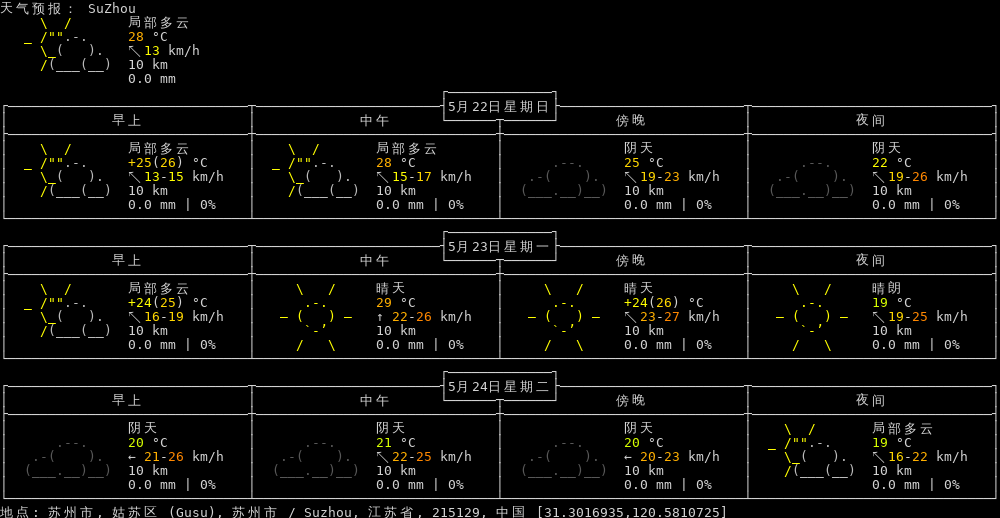 天气预报： SuZhou
局部多云
28 °C
↖ 13 km/h
10 km
0.0 mm
5月22日星期日
早上 中午 傍晚 夜间
局部多云 局部多云 阴天 阴天
+25(26) °C 28 °C 25 °C 22 °C
↖ 13-15 km/h ↖ 15-17 km/h ↖ 19-23 km/h ↖ 19-26 km/h
10 km 10 km 10 km 10 km
0.0 mm | 0% 0.0 mm | 0% 0.0 mm | 0% 0.0 mm | 0%
5月23日星期一
早上 中午 傍晚 夜间
局部多云 晴天 晴天 晴朗
+24(25) °C 29 °C +24(26) °C 19 °C
↖ 16-19 km/h ↑ 22-26 km/h ↖ 23-27 km/h ↖ 19-25 km/h
10 km 10 km 10 km 10 km
0.0 mm | 0% 0.0 mm | 0% 0.0 mm | 0% 0.0 mm | 0%
5月24日星期二
早上 中午 傍晚 夜间
阴天 阴天 阴天 局部多云
20 °C 21 °C 20 °C 19 °C
← 21-26 km/h ↖ 22-25 km/h ← 20-23 km/h ↖ 16-22 km/h
10 km 10 km 10 km 10 km
0.0 mm | 0% 0.0 mm | 0% 0.0 mm | 0% 0.0 mm | 0%
地点: 苏州市, 姑苏区 (Gusu), 苏州市 / Suzhou, 江苏省, 215129, 中国 [31.3016935,120.5810725]